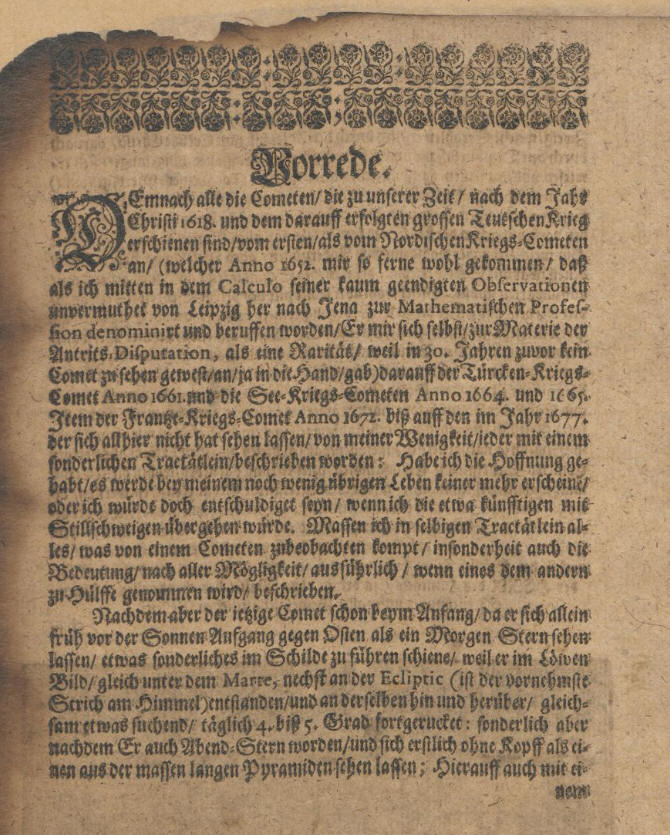 Vorrede.
DEmnach alle die Cometen/ die zu unserer Zeit/ nach dem Jahr
Christi 1618. und dem darauff erfolgten grossen Teutschen Krieg
erschienen sind/vom ersten/als vom Nordischen Kriegs-Cometen
an/ (welcher Anno 1652. mir so ferne wohl gekommen/ daß
als ich mitten in dem Calculo seiner kaum geendigten Observationen
unvermuthet von Leipzig her nach Jena zur Mathematischen Profes-
sion denominirt und beruffen worden/Er mir sich selbst/zur Materie der
Antrits-Disputation, als eine Rarität/ weil in 30. Jahren zuvor kein
Comet zu sehen gewest/an/ja in die Hand/gab)darauff der Türcken-Kriegs-
Comet Anno 1661.und die See-Kriegs-Cometen Anno 1664. und 1665.
Item der Frantze-Kriegs-Comet Anno 1672. biß auff den im Jahr 1677.
der sich allhier nicht hat sehen lassen/von meiner Wenigkeit/ieder mit einem
sonderlichen Tractätlein/beschrieben worden: Habe ich die Hoffnung ge-
habt/es werde bey meinem noch wenig übrigen Leben keiner mehr erscheine/
oder ich würde doch entschuldiget seyn/ wenn ich die etwa künfftigen mit
Stillschweigen übergehen würde. Massen ich in selbigen Tractätlein al-
les/ was von einem Cometen zubeobachten kompt/ insonderheit auch die
Bedeutung/nach aller Mögligkeit/ausführlich/ wenn eines dem andern
zu Hülffe genommen wird/ beschrieben.
Nachdem aber der ietzige Comet schon beym Anfang/da er sich allein
früh vor der Sonnen Aufgang gegen Osten als ein Morgen Stern sehen
lassen/ etwas sonderliches im Schilde zu führen schiene/ weil er im Löwen
Bild/ gleich unter dem Marte, nechst an der Ecliptic (ist der vornehmste
Strich am Himmel)entstanden/und an derselben hin und herüber/ gleich-
sam etwas suchend/ täglich 4. biß 5. Grad fortgerucket: sonderlich aber
nachdem Er auch Abend-Stern worden/und sich erstlich ohne Kopff als ei-
nen aus der massen langen Pyramiden sehen lassen; Hierauff auch mit ei-
nem